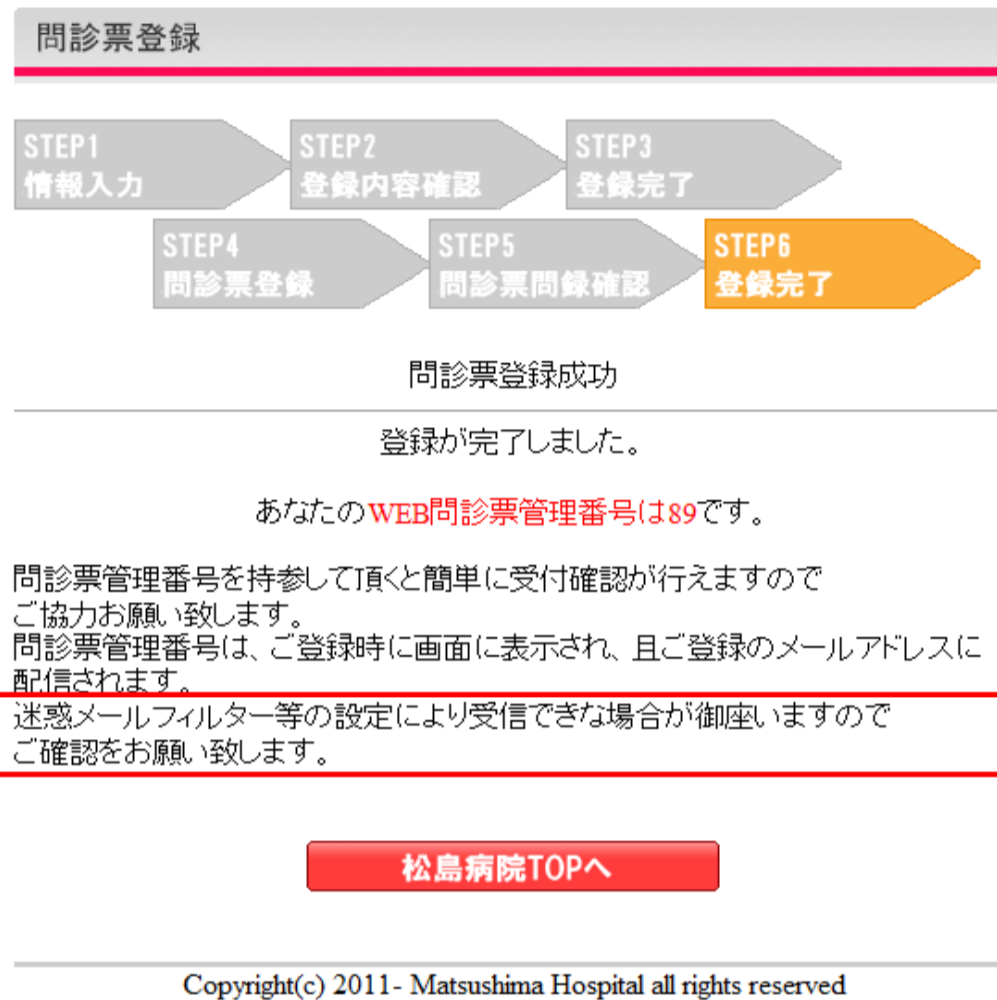 問診票登録
STEP1
情報入力
STEP2
登録内容確認
STEP3
登録完了
STEP4
問診票登録
STEP5
問診票問録確認
STEP6
登録完了
問診票登録成功
登録が完了しました。
あなたのWEB問診票管理番号は89です。
問診票管理番号を持参して頂くと簡単に受付確認が行えますので
ご協力お願い致します。
問診票管理番号は、ご登録時に画面に表示され、且ご登録のメールアドレスに
配信されます。
迷惑メールフィルター等の設定により受信できな場合が御座いますので
ご確認をお願い致します。
松島病院TOPへ
Copyright(c) 2011- Matsushima Hospital all rights reserved